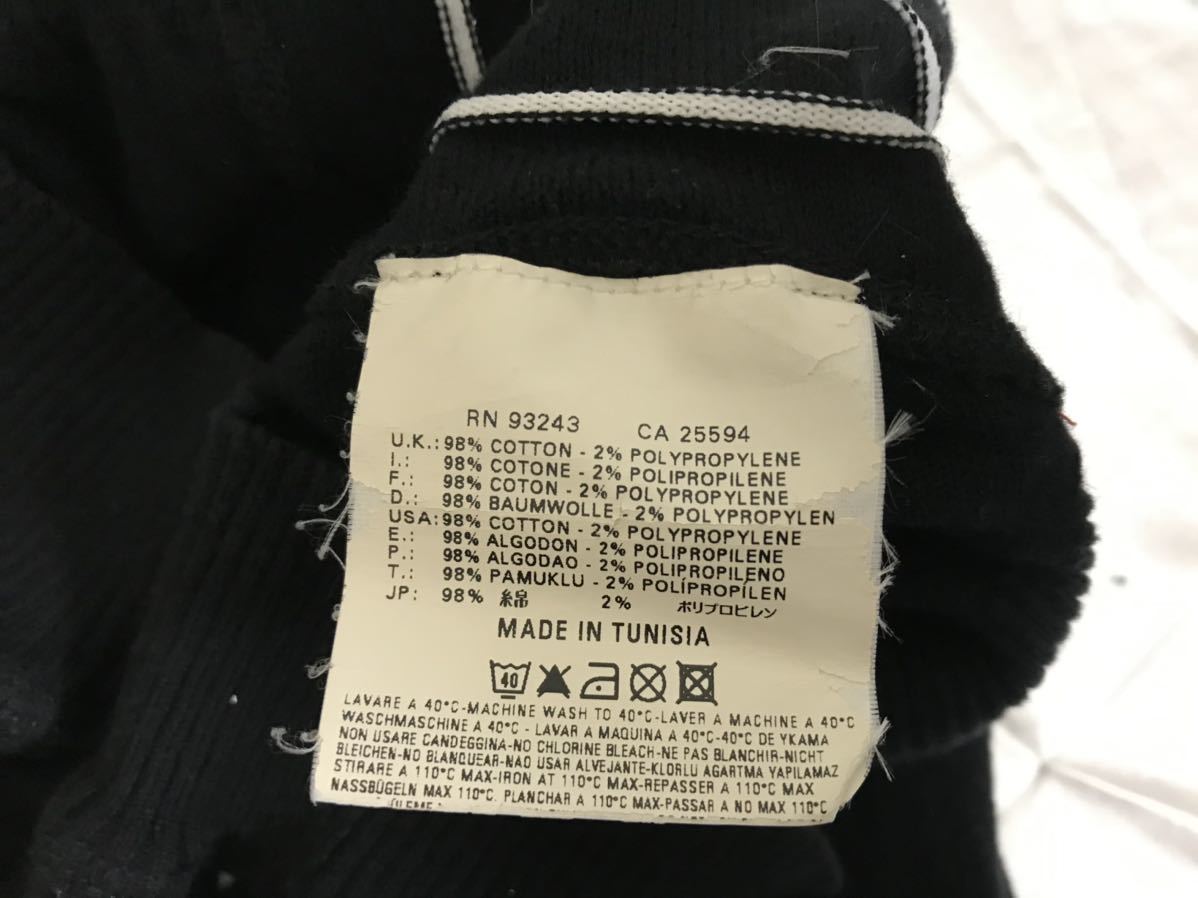 RN 93243 CA 25594
U.K.: 98% COTTON - 2% POLYPROPYLENE
I.: 98% COTONE - 2% POLIPROPILENE
F.: 98% COTON - 2% POLYPROPYLENE
D.: 98% BAUMWOLLE - 2% POLYPROPYLEN
USA: 98% COTTON - 2% POLYPROPYLENE
E.: 98% ALGODON - 2% POLIPROPILENE
P.: 98% ALGODAO - 2% POLIPROPILENO
T.: 98% PAMUKLU - 2% POLÍPROPÍLEN
JP: 98% 綿 2% ポリプロピレン
MADE IN TUNISIA
40
LAVARE A 40°C-MACHINE WASH TO 40°C-LAVER A MACHINE A 40°C
WASCHMASCHINE A 40°C - LAVAR A MAQUINA A 40°C-40°C DE YKAMA
NON USARE CANDEGGINA-NO CHLORINE BLEACH-NE PAS BLANCHIR-NICHT
BLEICHEN-NO BLANQUEAR-NAO USAR ALVEJANTE-KLORLU AGARTMA YAPILAMAZ
STIRARE A 110°C MAX-IRON AT 110°C MAX-REPASSER A 110°C MAX
NASSBÜGELN MAX 110°C. PLANCHAR A 110°C MAX-PASSAR A NO MAX 110°C